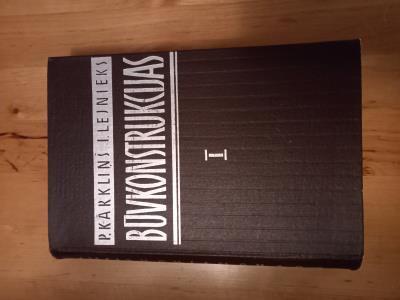 P. KĀRKLIŅŠ J. LEJNIEKS
BŪVKONSTRUKCIJAS
I